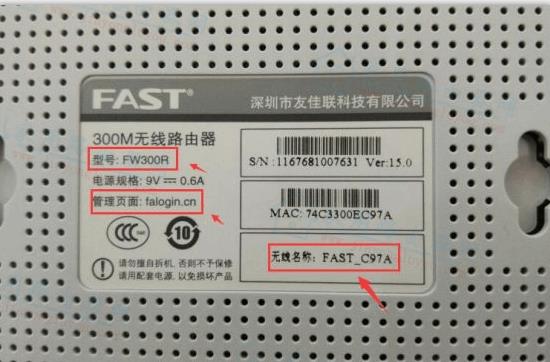 FAST®
深圳市友佳联科技有限公司
300M无线路由器
型号: FW300R
电源规格: 9V 0.6A
管理页面: falogin.cn
S/N:1167681007631 Ver:15.0
MAC: 74C3300EC97A
无线名称: FAST_C97A
CCC
10
请勿擅自拆机, 否则不予保修
请用配套电源, 以免损坏产品